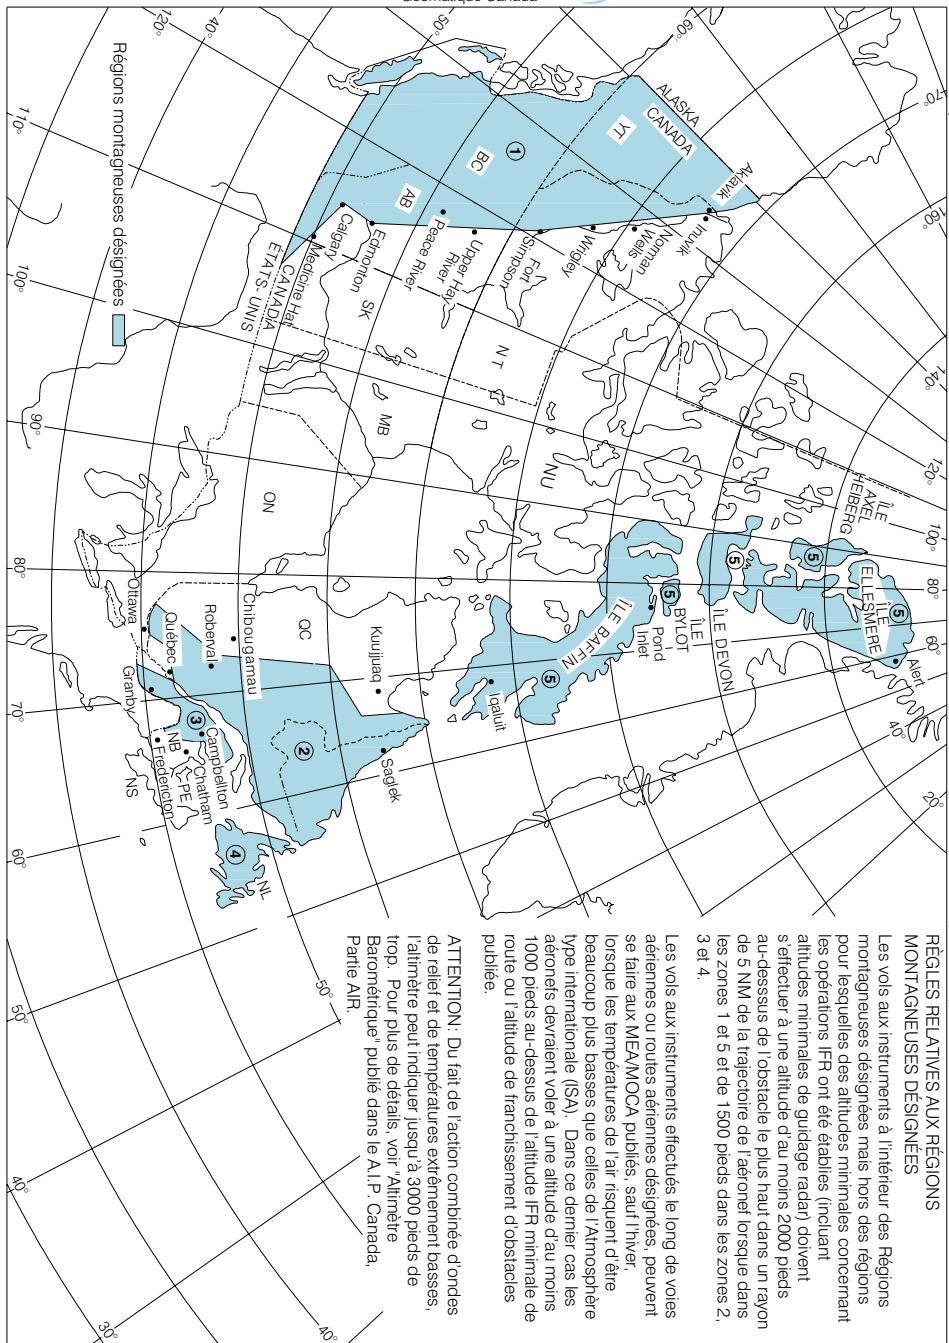 Géomatique Canada
RÈGLES RELATIVES AUX RÉGIONS
MONTAGNEUSES DÉSIGNÉES
Les vols aux instruments à l'intérieur des Régions
montagneuses désignées mais hors des régions
pour lesquelles des altitudes minimales concernant
les opérations IFR ont été établies (incluant
altitudes minimales de guidage radar) doivent
s'effectuer à une altitude d'au moins 2000 pieds
au-desssus de l'obstacle le plus haut dans un rayon
de 5 NM de la trajectoire de l'aéronef lorsque dans
les zones 1 et 5 et de 1500 pieds dans les zones 2,
3 et 4.
Les vols aux instruments effectués le long de voies
aériennes ou routes aériennes désignées, peuvent
se faire aux MEA/MOCA publiés, sauf l'hiver,
lorsque les températures de l'air risquent d'être
beaucoup plus basses que celles de l'Atmosphère
type internationale (ISA). Dans ce dernier cas les
aéronefs devraient voler à une altitude d'au moins
1000 pieds au-dessus de l'altitude IFR minimale de
route ou l'altitude de franchissement d'obstacles
publiée.
ATTENTION: Du fait de l'action combinée d'ondes
de relief et de températures extrêmement basses,
l'altimètre peut indiquer jusqu'à 3000 pieds de
trop. Pour plus de détails, voir "Altimètre
Barométrique" publié dans le A.I.P. Canada,
Partie AIR.
Régions montagneuses désignées
ALASKA
CANADA
YT
BC
AB
SK
MB
ON
QC
NT
NU
NB
PE
NS
NL
1
2
3
4
5
5
5
5
5
Aklavik
Inuvik
Norman
Wells
Wrigley
Fort
Simpson
Upper Hay
River
Peace River
Edmonton
Calgary
Medicine Hat
CANADA
ÉTATS- UNIS
ÎLE
AXEL
HEIBERG
ÎLE
ELLESMERE
Alert
ÎLE DEVON
ÎLE
BYLOT
Pond
Inlet
ÎLE BAFFIN
Iqaluit
Kuujjuaq
Saglek
Chibougamau
Roberval
Québec
Ottawa
Granby
Campbellton
Chatham
Fredericton
120°
40°
50°
60°
70°
160°
140°
120°
100°
80°
60°
40°
20°
110°
100°
90°
80°
70°
60°
50°
50°
40°
40°
30°